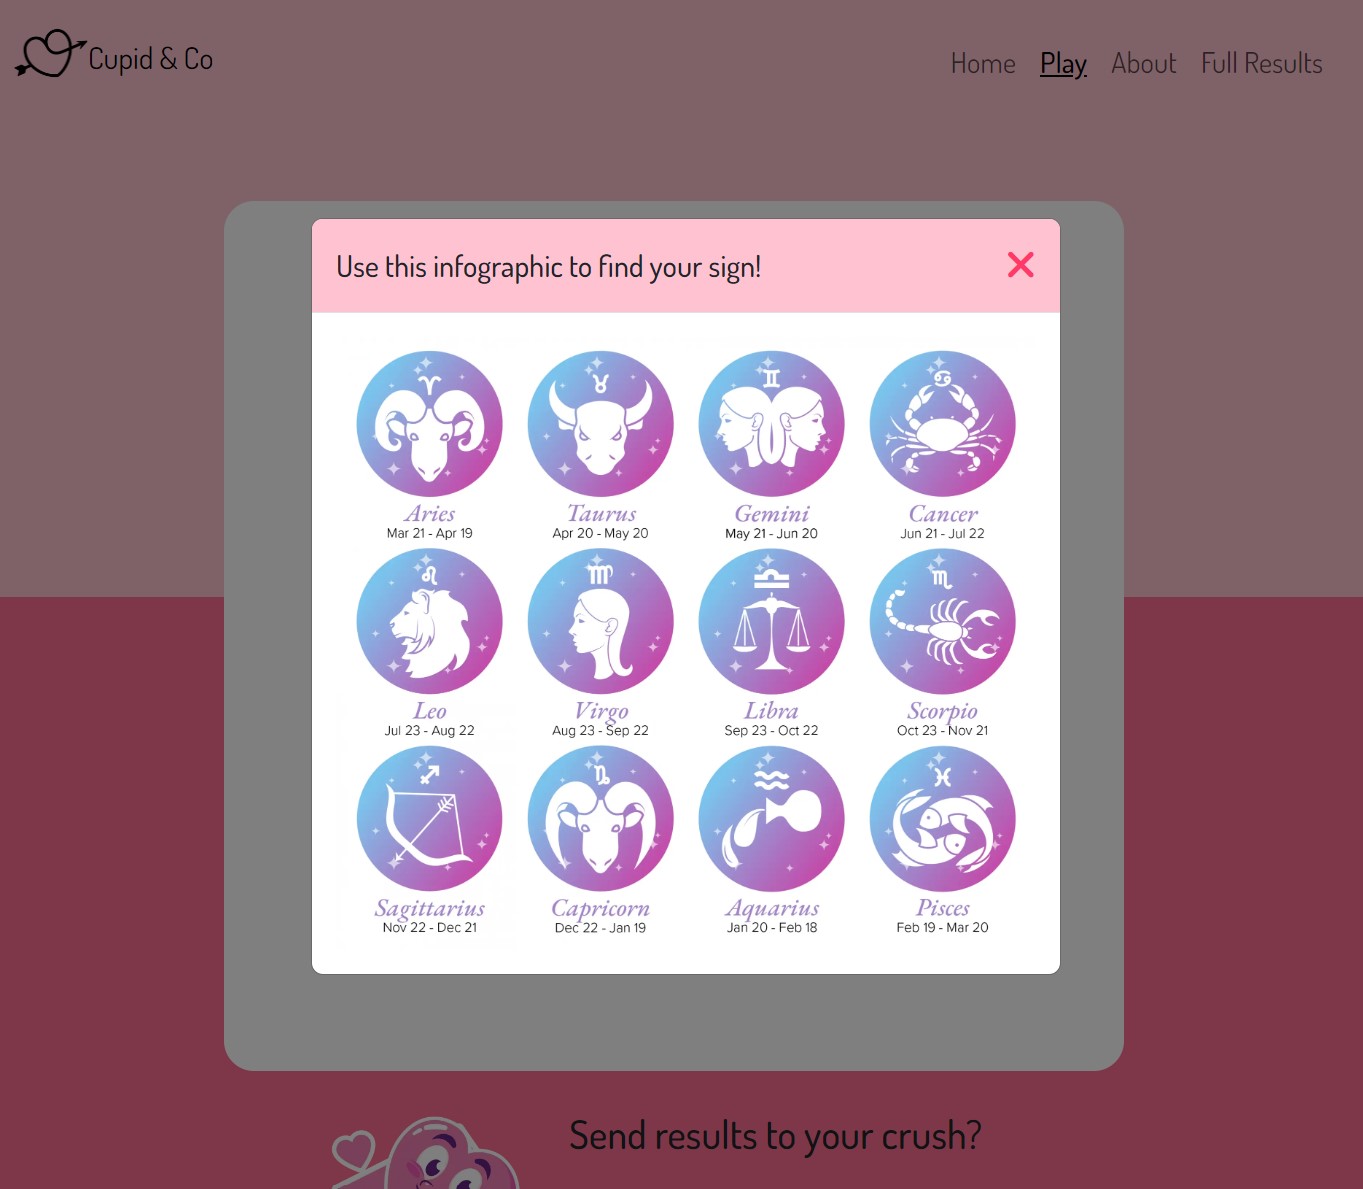 Cupid & Co
Home Play About Full Results
Use this infographic to find your sign!
Aries Taurus Gemini Cancer
Mar 21 - Apr 19 Apr 20 - May 20 May 21 - Jun 20 Jun 21 - Jul 22
Leo Virgo Libra Scorpio
Jul 23 - Aug 22 Aug 23 - Sep 22 Sep 23 - Oct 22 Oct 23 - Nov 21
Sagittarius Capricorn Aquarius Pisces
Nov 22 - Dec 21 Dec 22 - Jan 19 Jan 20 - Feb 18 Feb 19 - Mar 20
Send results to your crush?